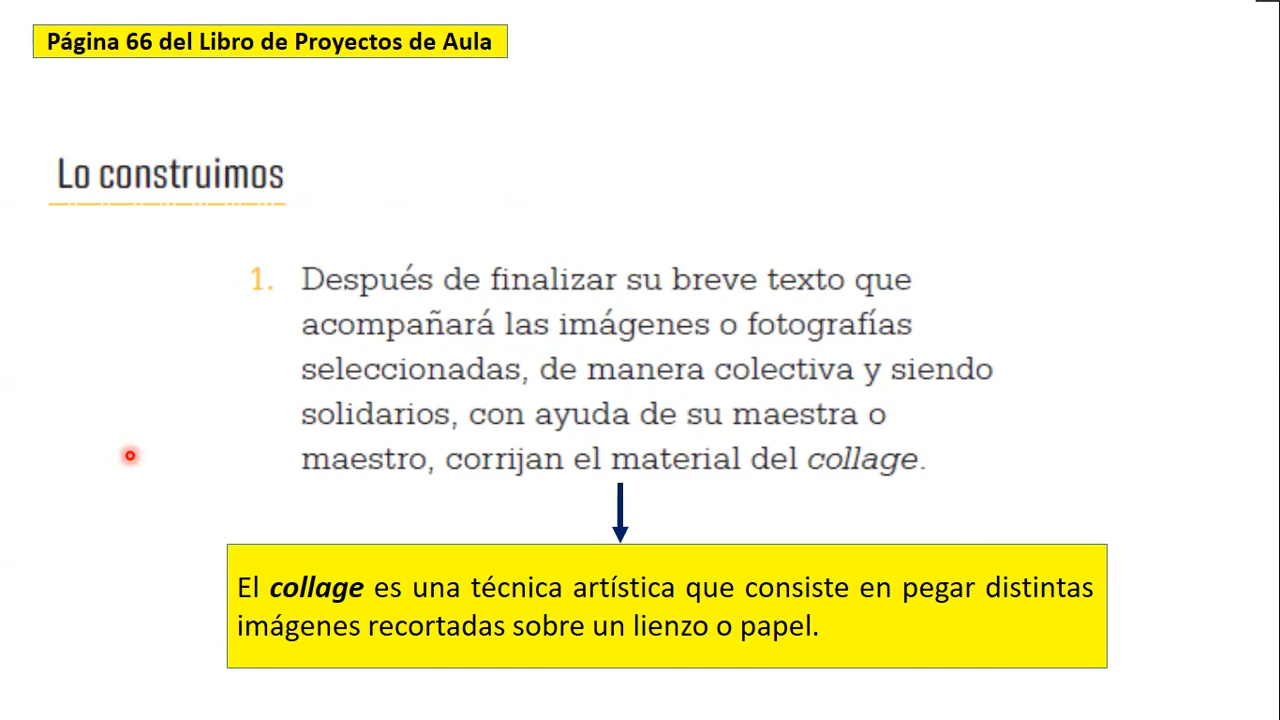 Página 66 del Libro de Proyectos de Aula
Lo construimos
1. Después de finalizar su breve texto que
acompañará las imágenes o fotografías
seleccionadas, de manera colectiva y siendo
solidarios, con ayuda de su maestra o
maestro, corrijan el material del collage.
El collage es una técnica artística que consiste en pegar distintas
imágenes recortadas sobre un lienzo o papel.